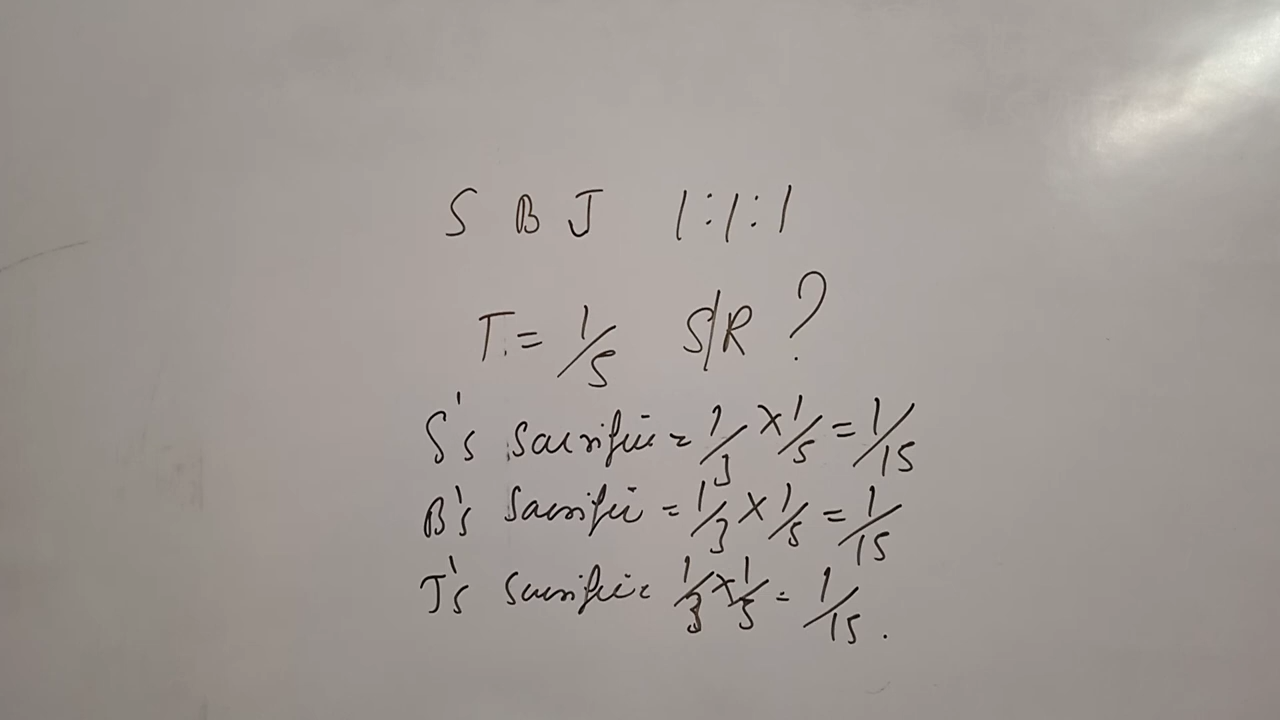 S B J 1:1:1
T = 1/5 S/R ?
S's sacrifice = 1/3 × 1/5 = 1/15
B's sacrifice = 1/3 × 1/5 = 1/15
J's sacrifice = 1/3 × 1/5 = 1/15.